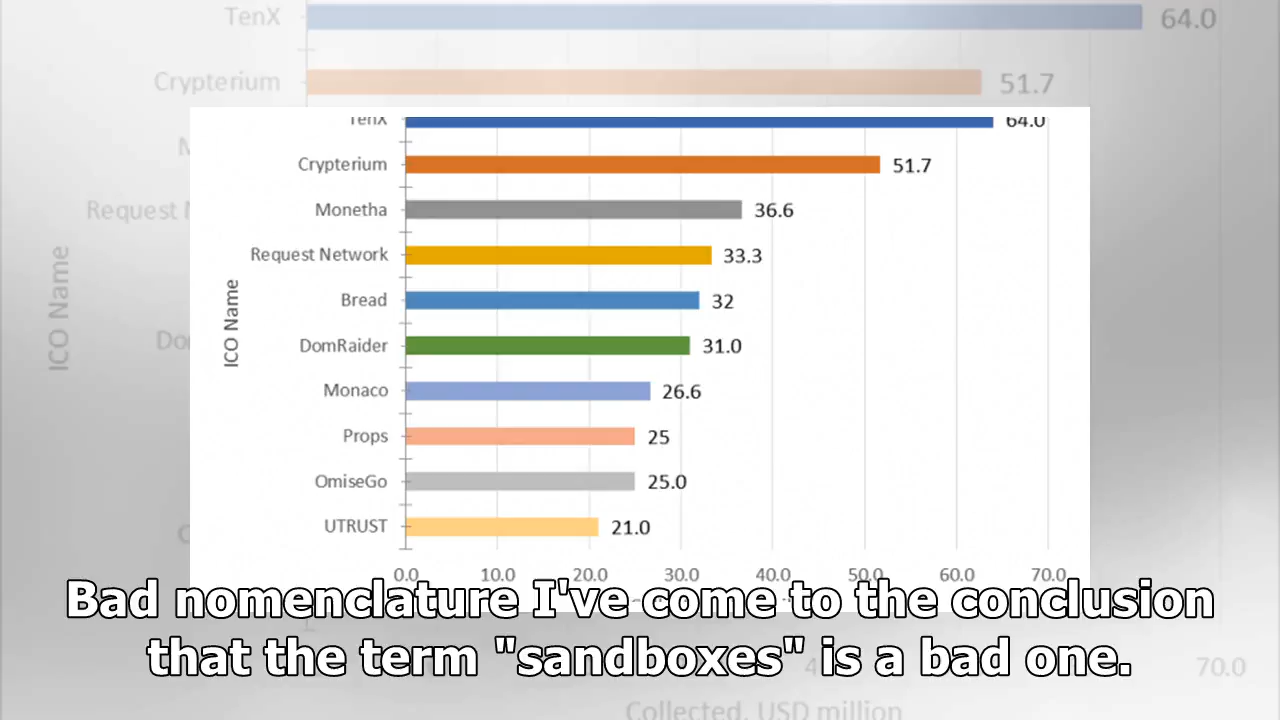 TenX 64.0
Crypterium 51.7
Request N
ICO Name
Collected, USD million
70.0
TenX 64.0
Crypterium 51.7
Monetha 36.6
Request Network 33.3
Bread 32
DomRaider 31.0
Monaco 26.6
Props 25
OmiseGo 25.0
UTRUST 21.0
ICO Name
0.0 10.0 20.0 30.0 40.0 50.0 60.0 70.0
Bad nomenclature I've come to the conclusion
that the term "sandboxes" is a bad one.